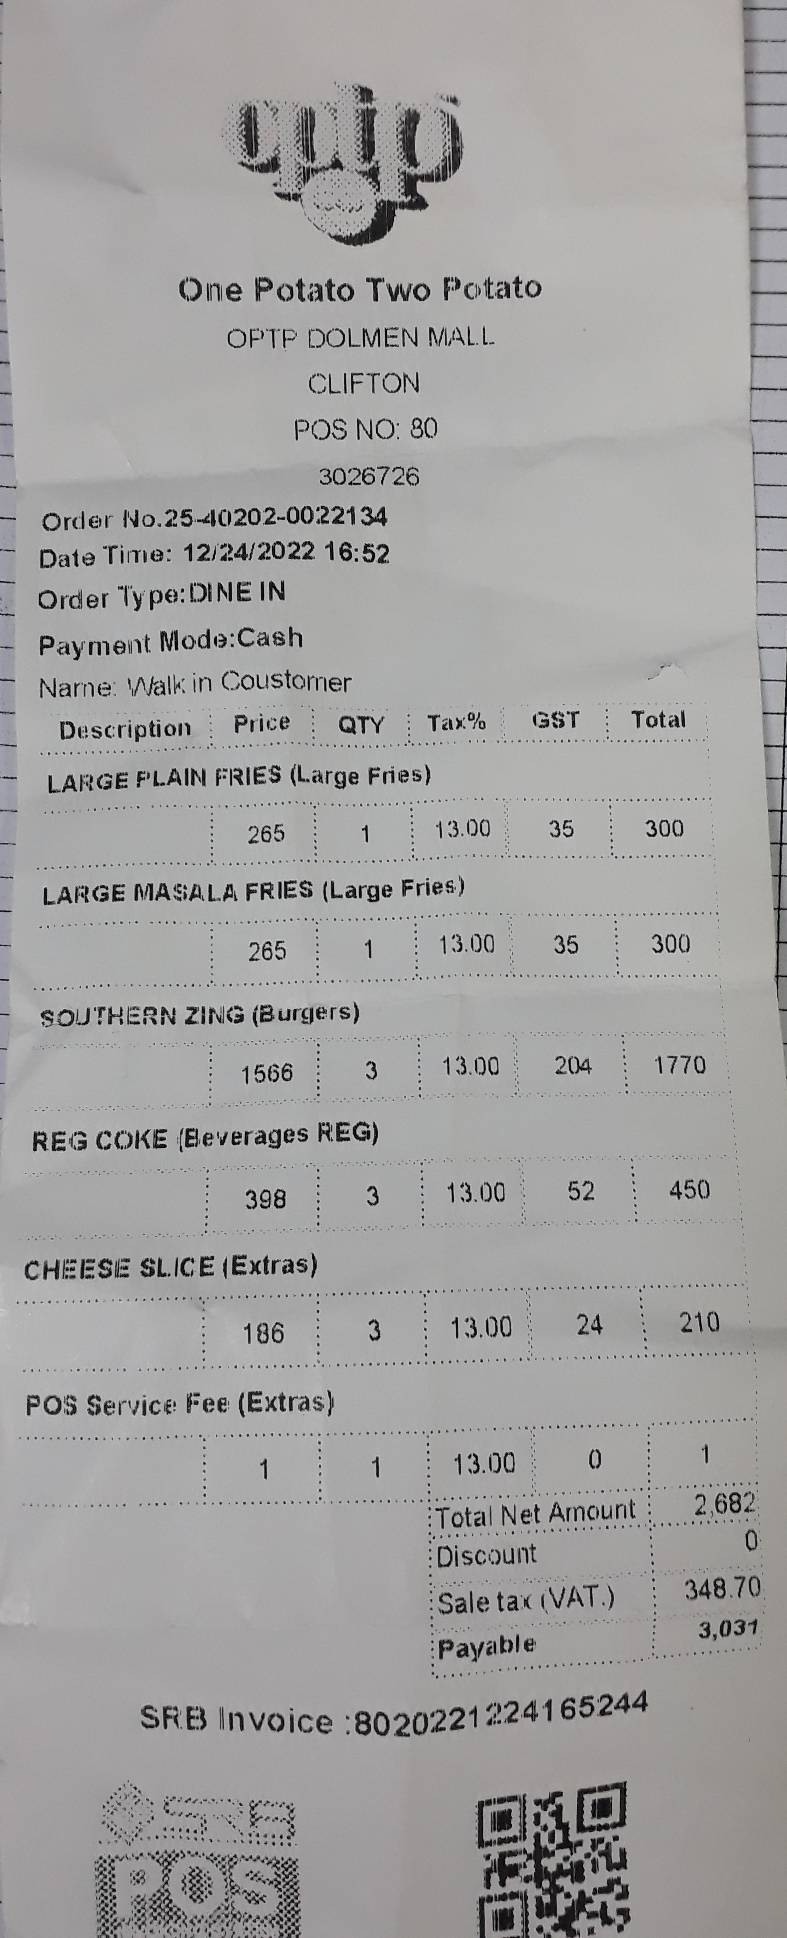 optp
One Potato Two Potato
OPTP DOLMEN MALL
CLIFTON
POS NO: 80
3026726
Order No.25-40202-0022134
Date Time: 12/24/2022 16:52
Order Type:DINE IN
Payment Mode:Cash
Name: Walk in Coustomer
Description Price QTY Tax% GST Total
LARGE PLAIN FRIES (Large Fries)
265 1 13.00 35 300
LARGE MASALA FRIES (Large Fries)
265 1 13.00 35 300
SOUTHERN ZING (Burgers)
1566 3 13.00 204 1770
REG COKE (Beverages REG)
398 3 13.00 52 450
CHEESE SLICE (Extras)
186 3 13.00 24 210
POS Service Fee (Extras)
1 1 13.00 0 1
Total Net Amount 2,682
Discount 0
Sale tax (VAT.) 348.70
Payable 3,031
SRB Invoice :8020221224165244
SRB
POS